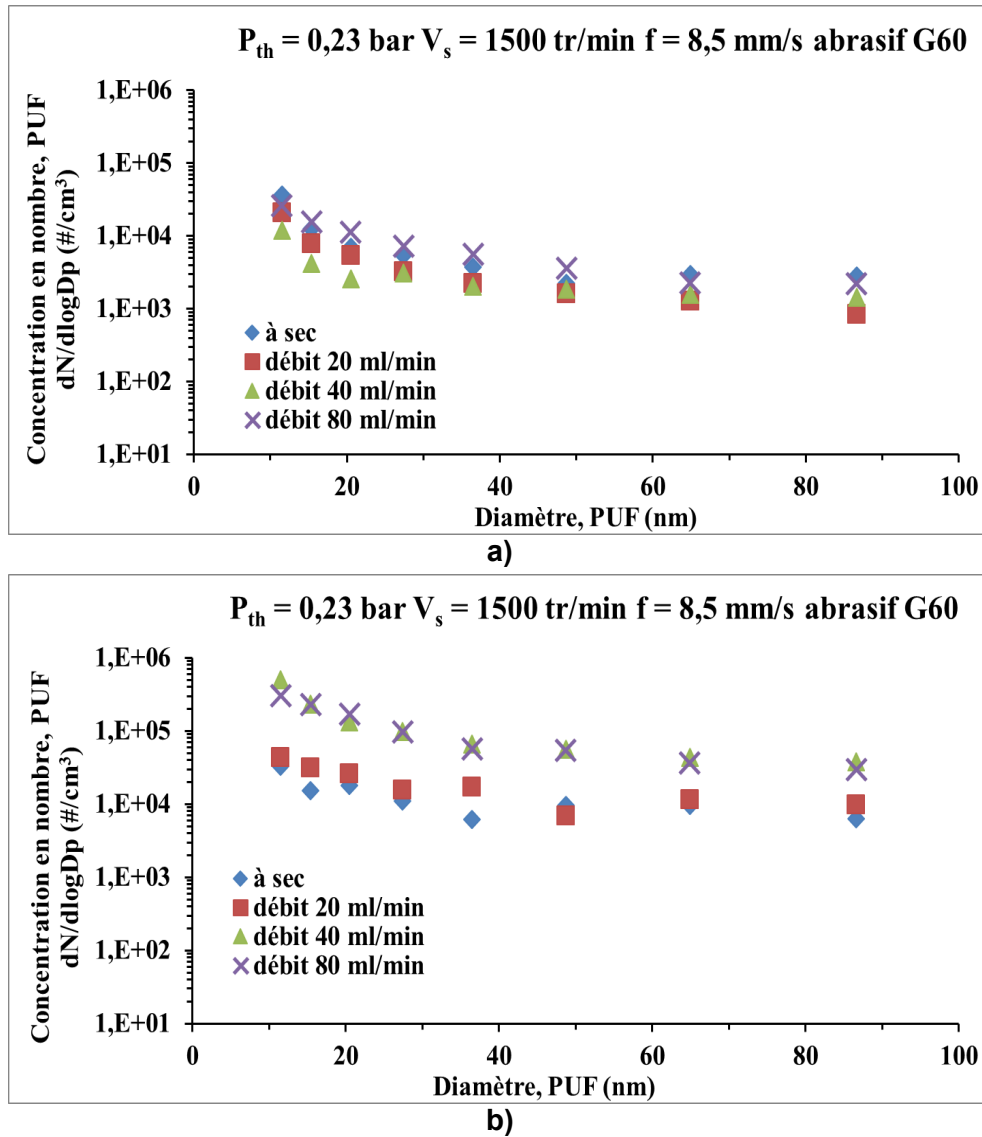 P_th = 0,23 bar V_s = 1500 tr/min f = 8,5 mm/s abrasif G60
Concentration en nombre, PUF
dN/dlogDp (#/cm³)
1,E+06
1,E+05
1,E+04
1,E+03
1,E+02
1,E+01
à sec
débit 20 ml/min
débit 40 ml/min
débit 80 ml/min
0 20 40 60 80 100
Diamètre, PUF (nm)
a)
P_th = 0,23 bar V_s = 1500 tr/min f = 8,5 mm/s abrasif G60
Concentration en nombre, PUF
dN/dlogDp (#/cm³)
1,E+06
1,E+05
1,E+04
1,E+03
1,E+02
1,E+01
à sec
débit 20 ml/min
débit 40 ml/min
débit 80 ml/min
0 20 40 60 80 100
Diamètre, PUF (nm)
b)